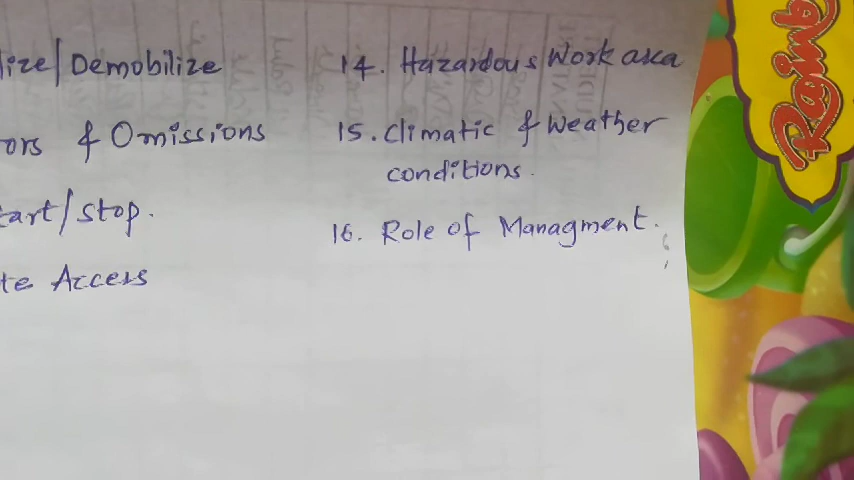 lize/Demobilize
ors & Omissions
tart/stop.
te Access
14. Hazardous Work area
15. Climatic & Weather
conditions.
16. Role of Managment.